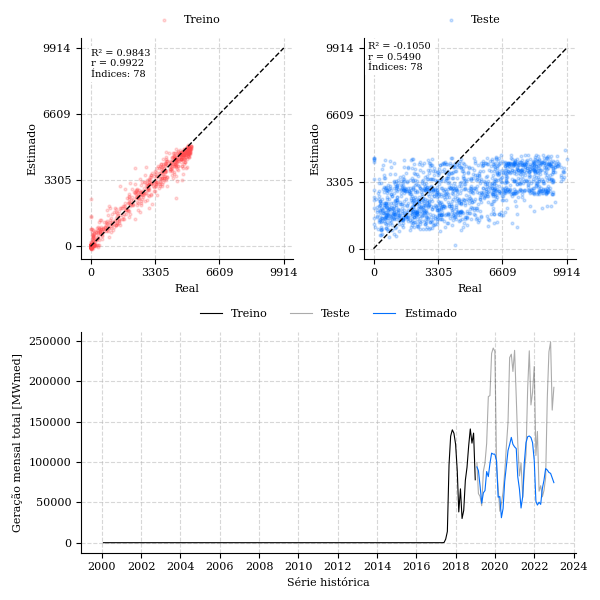 Treino
Teste
R² = 0.9843
r = 0.9922
Índices: 78
R² = -0.1050
r = 0.5490
Índices: 78
Estimado
9914
6609
3305
0
0 3305 6609 9914
Real
Estimado
9914
6609
3305
0
0 3305 6609 9914
Real
Treino Teste Estimado
Geração mensal total [MWmed]
250000
200000
150000
100000
50000
0
2000 2002 2004 2006 2008 2010 2012 2014 2016 2018 2020 2022 2024
Série histórica